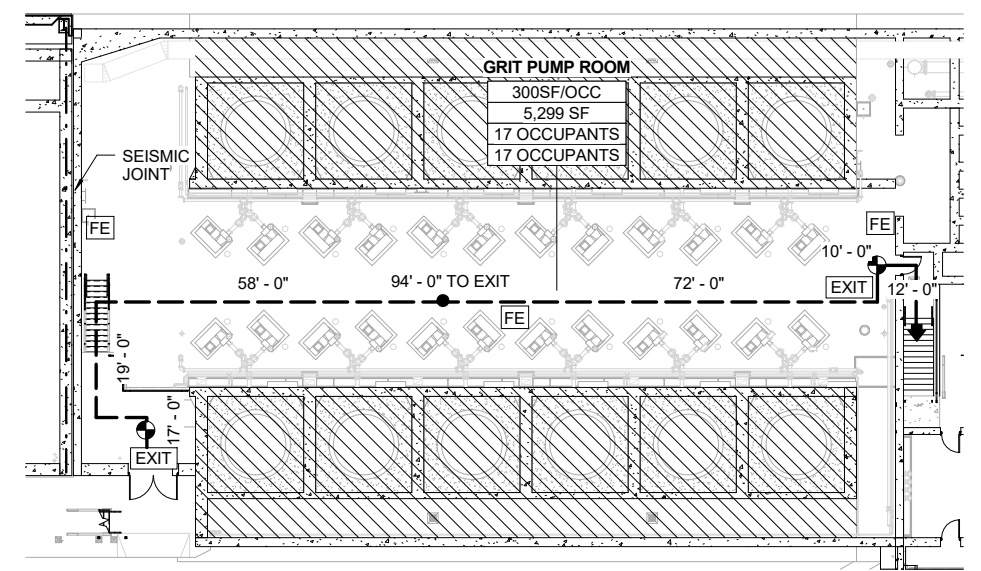 GRIT PUMP ROOM
300SF/OCC
5,299 SF
17 OCCUPANTS
17 OCCUPANTS
SEISMIC
JOINT
FE
FE
10' - 0"
58' - 0"
94' - 0" TO EXIT
72' - 0"
EXIT
12' - 0"
FE
19' - 0"
17' - 0"
EXIT